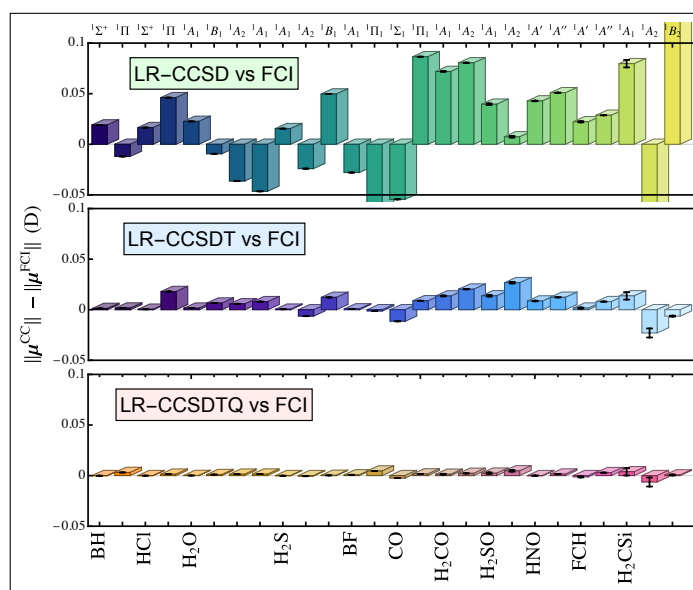 ¹Σ⁺ ¹Π ¹Σ⁺ ¹Π ¹A₁ ¹B₁ ¹A₂ ¹A₁ ¹A₁ ¹A₂ ¹B₁ ¹A₁ ¹Π₁ ¹Σ₁ ¹Π₁ ¹A₁ ¹A₂ ¹A₁ ¹A₂ ¹A′ ¹A″ ¹A′ ¹A″ ¹A₁ ¹A₂ ¹B₂
0.1
LR−CCSD vs FCI
0.05
0
−0.05
LR−CCSDT vs FCI
0.1
0.05
0
−0.05
LR−CCSDTQ vs FCI
0.1
0.05
0
−0.05
||μ^CC|| − ||μ^FCI|| (D)
BH HCl H₂O H₂S BF CO H₂CO H₂SO HNO FCH H₂CSi